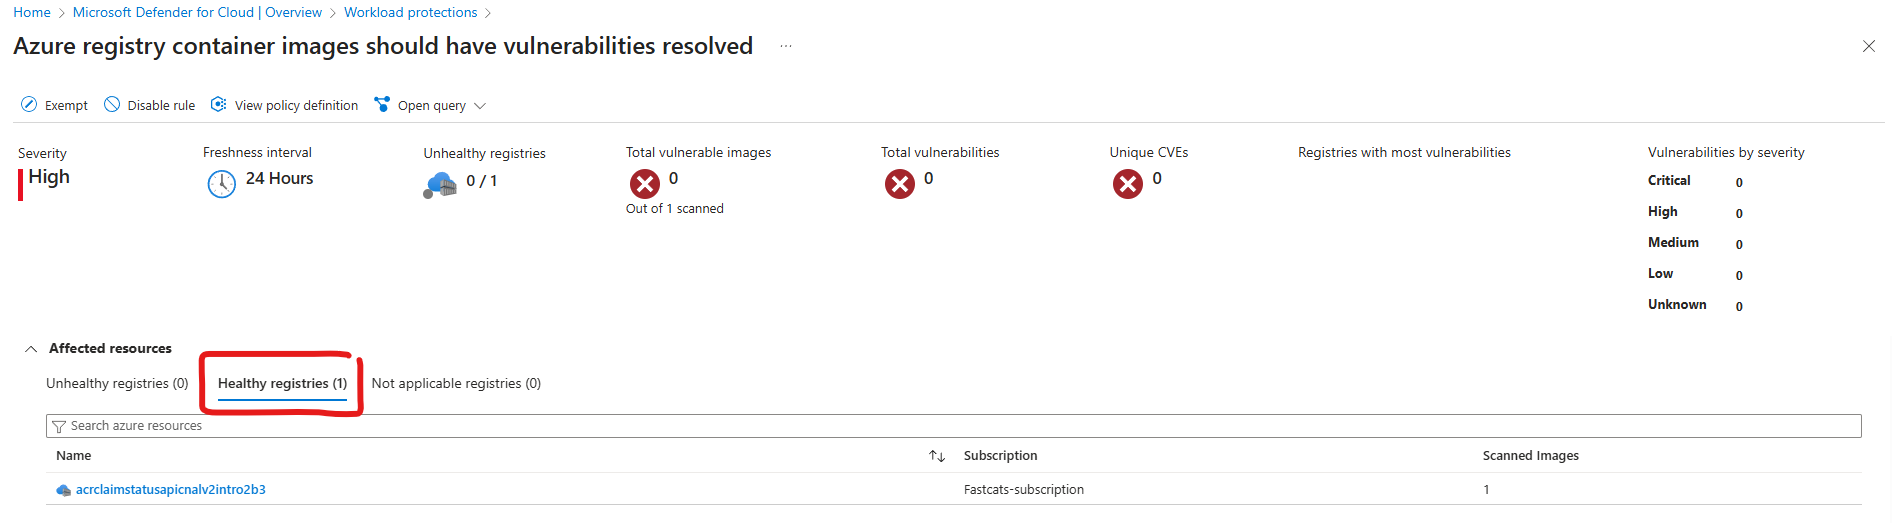 Home > Microsoft Defender for Cloud | Overview > Workload protections >
Azure registry container images should have vulnerabilities resolved ...
Exempt Disable rule View policy definition Open query
Severity Freshness interval Unhealthy registries Total vulnerable images Total vulnerabilities Unique CVEs Registries with most vulnerabilities Vulnerabilities by severity
High 24 Hours 0 / 1 0 0 0
Out of 1 scanned
Critical 0
High 0
Medium 0
Low 0
Unknown 0
Affected resources
Unhealthy registries (0) Healthy registries (1) Not applicable registries (0)
Search azure resources
Name ↑↓ Subscription Scanned Images
acrclaimstatusapicnalv2intro2b3 Fastcats-subscription 1